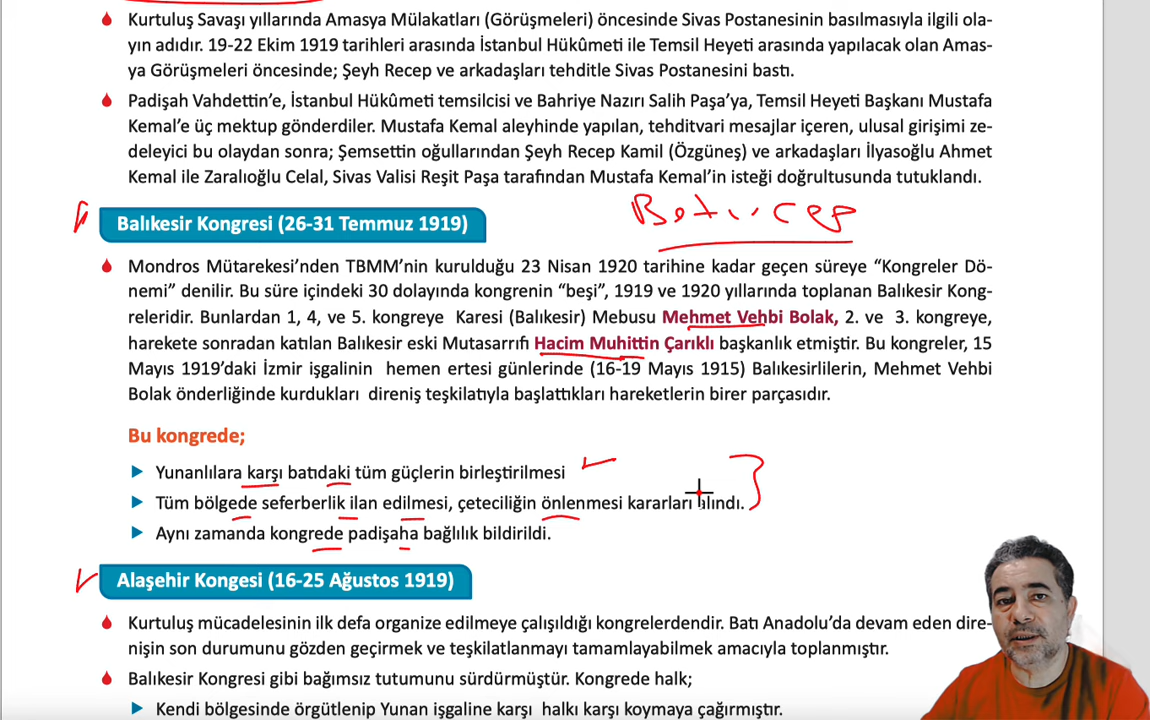 Kurtuluş Savaşı yıllarında Amasya Mülakatları (Görüşmeleri) öncesinde Sivas Postanesinin basılmasıyla ilgili ola-
yın adıdır. 19-22 Ekim 1919 tarihleri arasında İstanbul Hükûmeti ile Temsil Heyeti arasında yapılacak olan Amas-
ya Görüşmeleri öncesinde; Şeyh Recep ve arkadaşları tehditle Sivas Postanesini bastı.
Padişah Vahdettin’e, İstanbul Hükûmeti temsilcisi ve Bahriye Nazırı Salih Paşa’ya, Temsil Heyeti Başkanı Mustafa
Kemal’e üç mektup gönderdiler. Mustafa Kemal aleyhinde yapılan, tehditvari mesajlar içeren, ulusal girişimi ze-
deleyici bu olaydan sonra; Şemsettin oğullarından Şeyh Recep Kamil (Özgüneş) ve arkadaşları İlyasoğlu Ahmet
Kemal ile Zaralıoğlu Celal, Sivas Valisi Reşit Paşa tarafından Mustafa Kemal’in isteği doğrultusunda tutuklandı.
Balıkesir Kongresi (26-31 Temmuz 1919)
Mondros Mütarekesi’nden TBMM’nin kurulduğu 23 Nisan 1920 tarihine kadar geçen süreye “Kongreler Dö-
nemi” denilir. Bu süre içindeki 30 dolayında kongrenin “beşi”, 1919 ve 1920 yıllarında toplanan Balıkesir Kong-
releridir. Bunlardan 1, 4, ve 5. kongreye Karesi (Balıkesir) Mebusu Mehmet Vehbi Bolak, 2. ve 3. kongreye,
harekete sonradan katılan Balıkesir eski Mutasarrıfı Hacim Muhittin Çarıklı başkanlık etmiştir. Bu kongreler, 15
Mayıs 1919’daki İzmir işgalinin hemen ertesi günlerinde (16-19 Mayıs 1915) Balıkesirlilerin, Mehmet Vehbi
Bolak önderliğinde kurdukları direniş teşkilatıyla başlattıkları hareketlerin birer parçasıdır.
Bu kongrede;
Yunanlılara karşı batıdaki tüm güçlerin birleştirilmesi
Tüm bölgede seferberlik ilan edilmesi, çeteciliğin önlenmesi kararları alındı.
Aynı zamanda kongrede padişaha bağlılık bildirildi.
Alaşehir Kongesi (16-25 Ağustos 1919)
Kurtuluş mücadelesinin ilk defa organize edilmeye çalışıldığı kongrelerdendir. Batı Anadolu’da devam eden dire-
nişin son durumunu gözden geçirmek ve teşkilatlanmayı tamamlayabilmek amacıyla toplanmıştır.
Balıkesir Kongresi gibi bağımsız tutumunu sürdürmüştür. Kongrede halk;
Kendi bölgesinde örgütlenip Yunan işgaline karşı halkı karşı koymaya çağırmıştır.